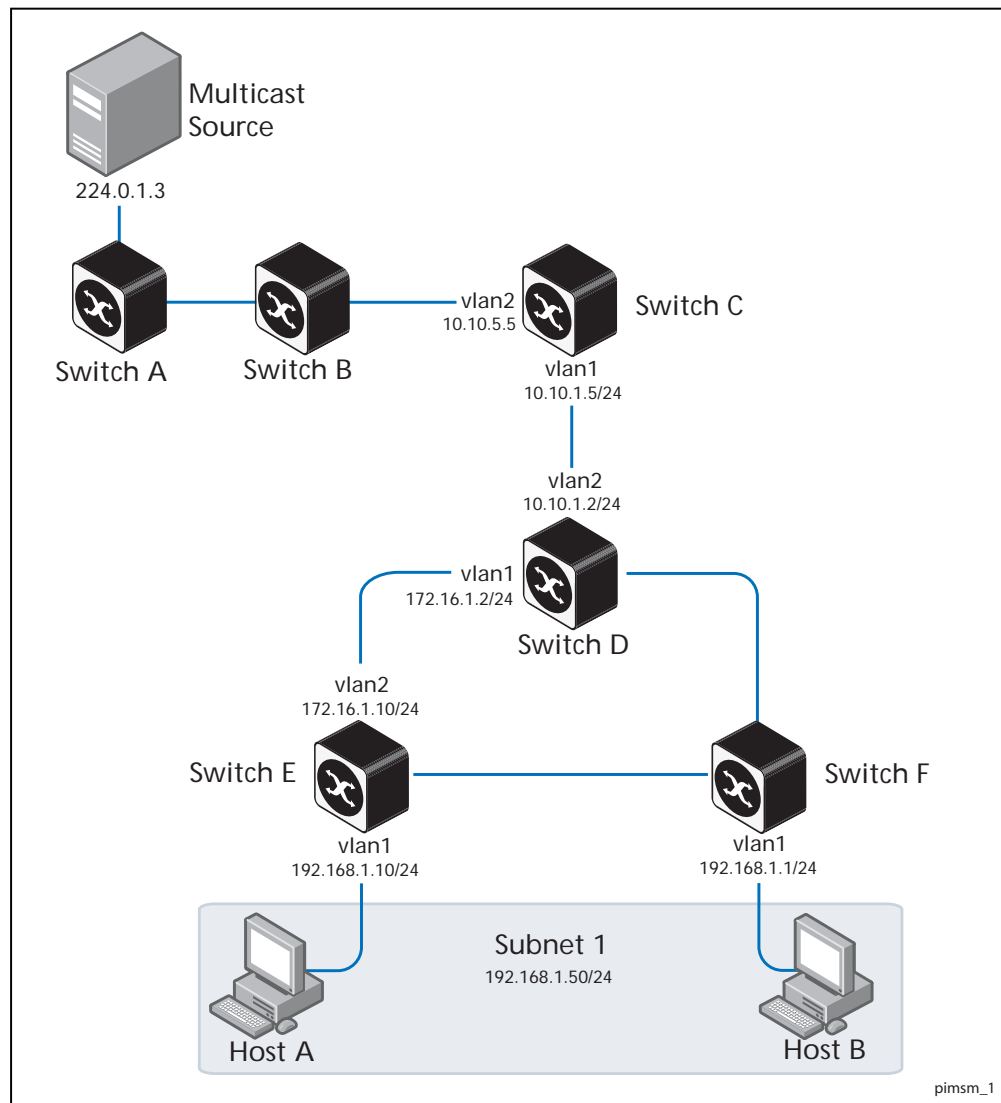 Multicast
Source
224.0.1.3
Switch A
Switch B
vlan2
10.10.5.5
Switch C
vlan1
10.10.1.5/24
vlan2
10.10.1.2/24
vlan1
172.16.1.2/24
Switch D
vlan2
172.16.1.10/24
Switch E
Switch F
vlan1
192.168.1.10/24
vlan1
192.168.1.1/24
Subnet 1
192.168.1.50/24
Host A
Host B
pimsm_1